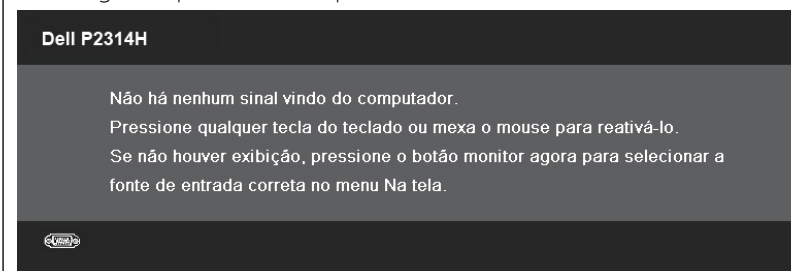 Dell P2314H
Não há nenhum sinal vindo do computador.
Pressione qualquer tecla do teclado ou mexa o mouse para reativá-lo.
Se não houver exibição, pressione o botão monitor agora para selecionar a
fonte de entrada correta no menu Na tela.